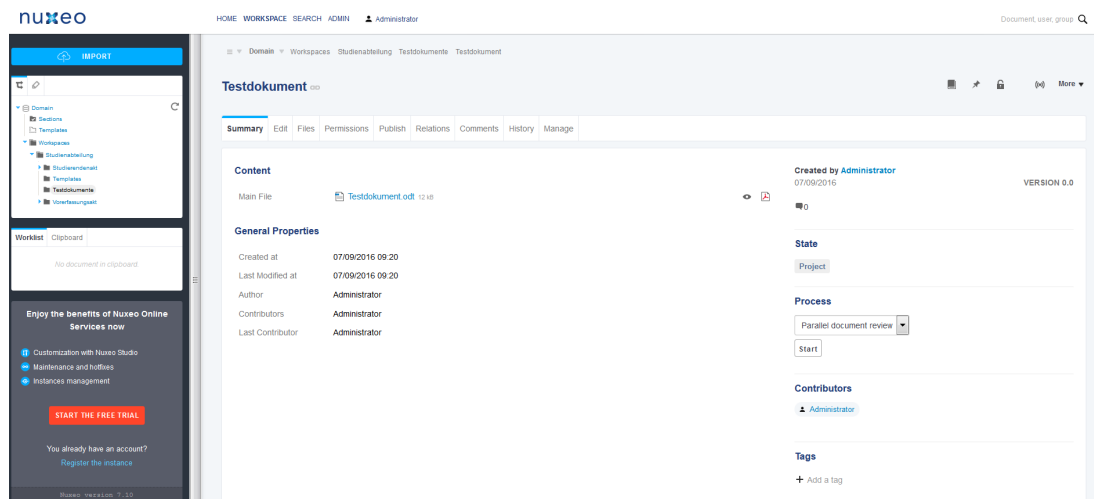 nuxeo
HOME WORKSPACE SEARCH ADMIN Administrator
Document, user, group
IMPORT
Domain
Sections
Templates
Workspaces
Studienabteilung
Studierendenakt
Templates
Testdokumente
Vorerfassungsakt
Worklist Clipboard
No document in clipboard.
Enjoy the benefits of Nuxeo Online
Services now
Customization with Nuxeo Studio
Maintenance and hotfixes
Instances management
START THE FREE TRIAL
You already have an account?
Register the instance
Nuxeo version 7.10
Domain Workspaces Studienabteilung Testdokumente Testdokument
Testdokument
More
Summary Edit Files Permissions Publish Relations Comments History Manage
Content
Main File Testdokument.odt 12 kB
General Properties
Created at 07/09/2016 09:20
Last Modified at 07/09/2016 09:20
Author Administrator
Contributors Administrator
Last Contributor Administrator
Created by Administrator
07/09/2016 VERSION 0.0
0
State
Project
Process
Parallel document review
Start
Contributors
Administrator
Tags
+ Add a tag